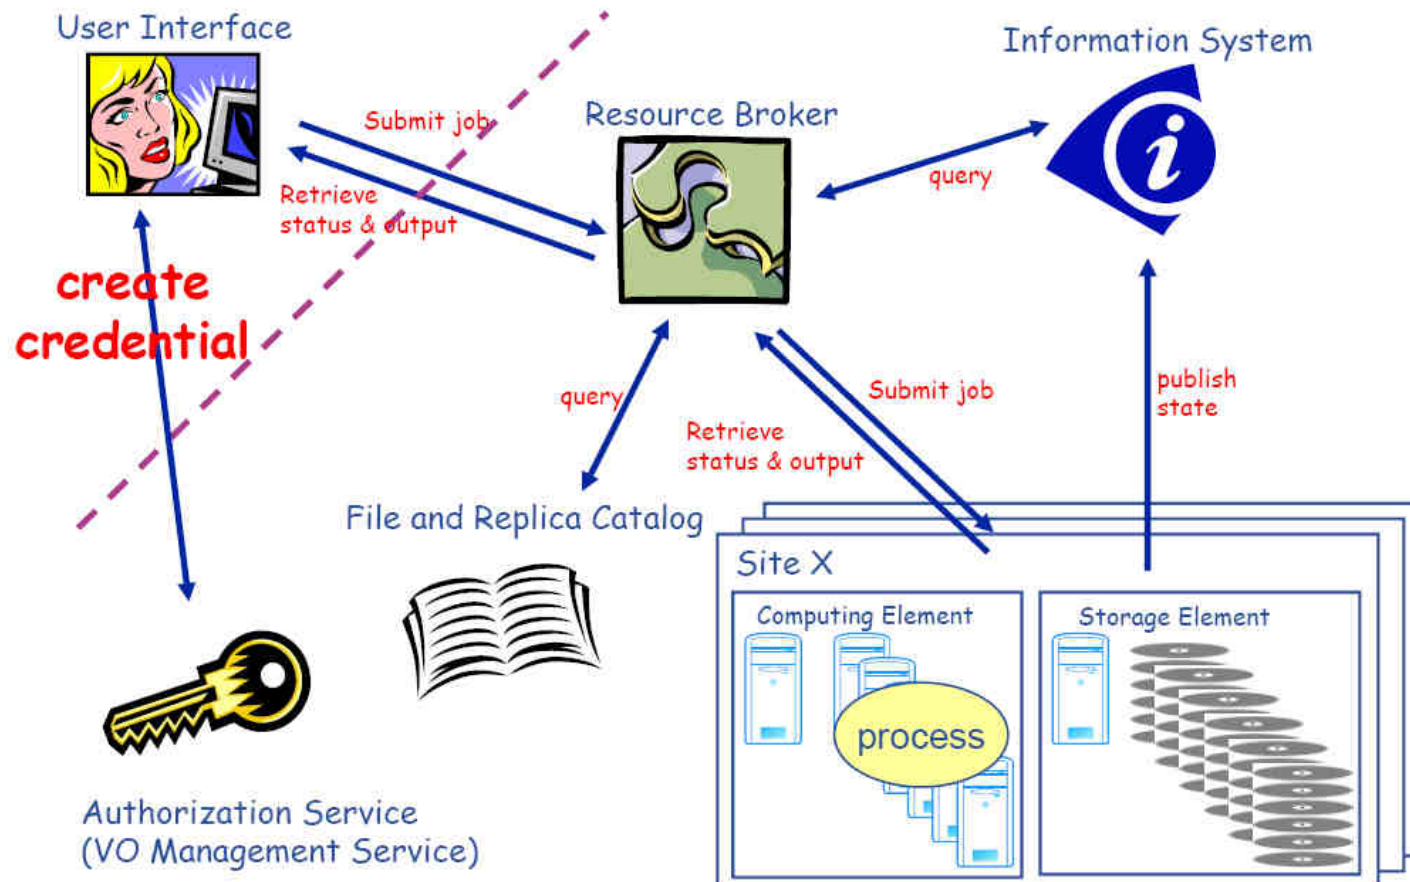 User Interface
Information System
Resource Broker
Submit job
query
Retrieve
status & output
create
credential
query
Submit job
publish
state
Retrieve
status & output
File and Replica Catalog
Site X
Computing Element
Storage Element
process
Authorization Service
(VO Management Service)